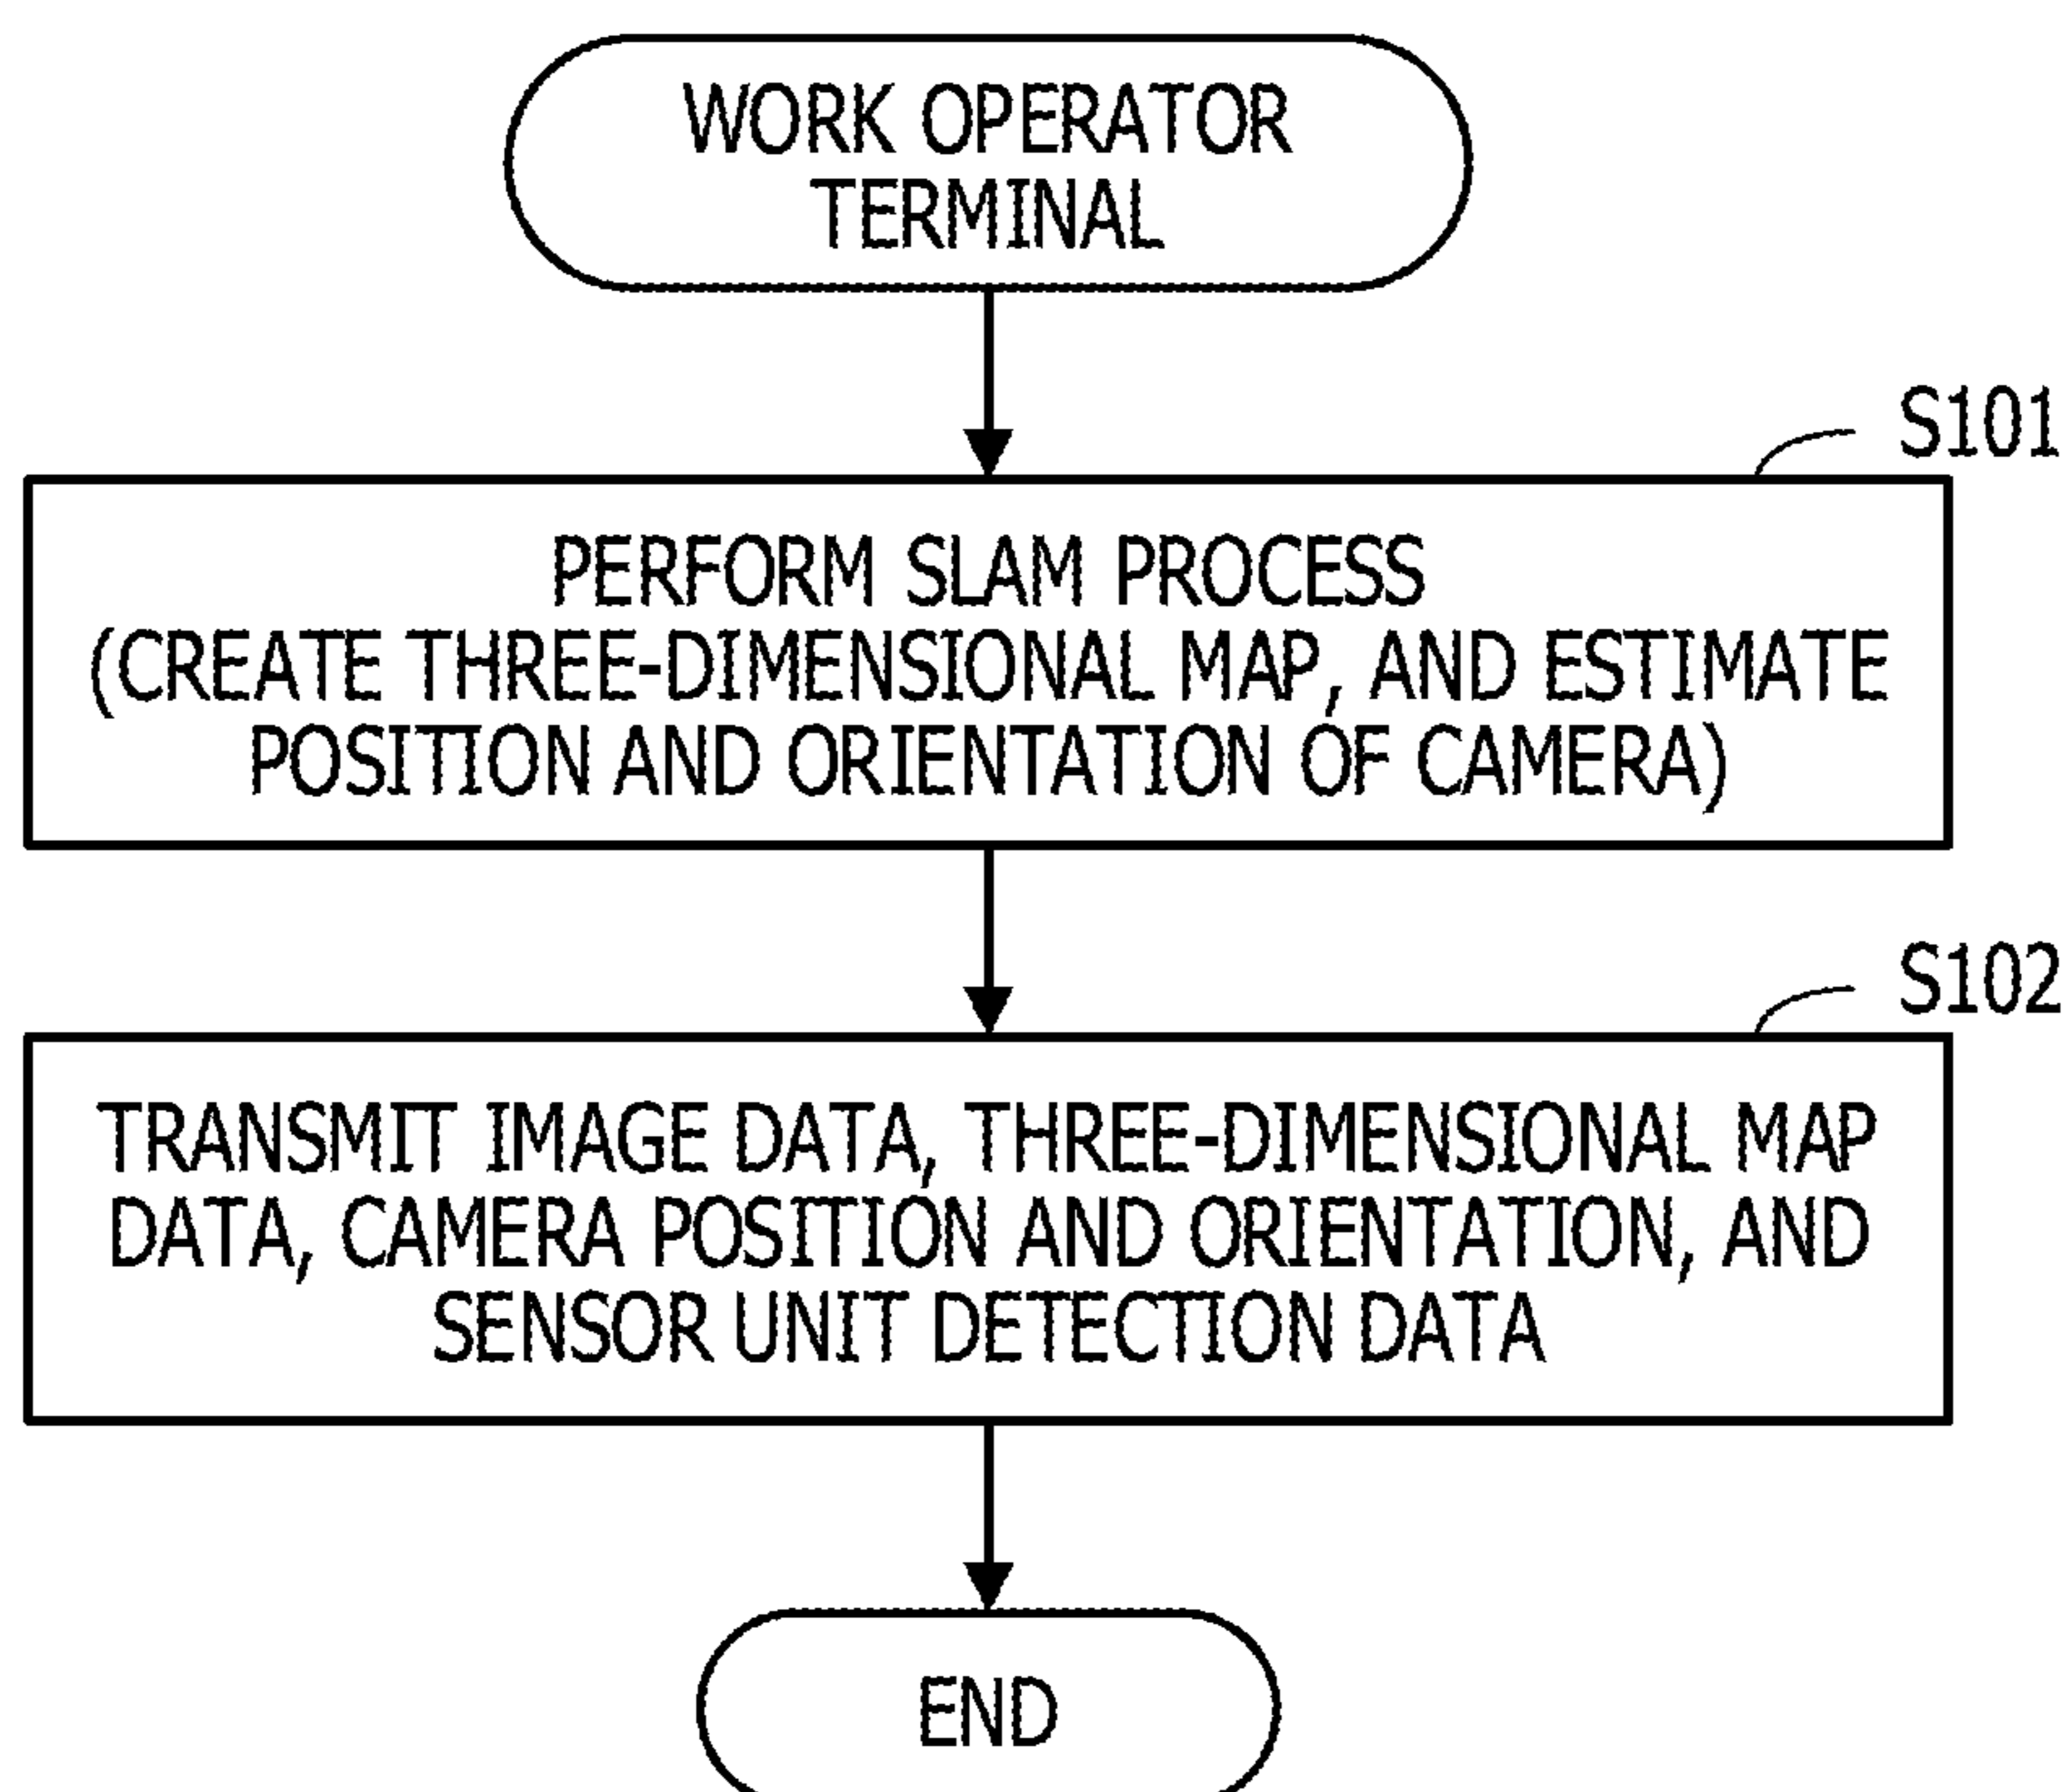 WORK OPERATOR
TERMINAL
S101
PERFORM SLAM PROCESS
(CREATE THREE-DIMENSIONAL MAP, AND ESTIMATE
POSITION AND ORIENTATION OF CAMERA)
S102
TRANSMIT IMAGE DATA, THREE-DIMENSIONAL MAP
DATA, CAMERA POSITION AND ORIENTATION, AND
SENSOR UNIT DETECTION DATA
END